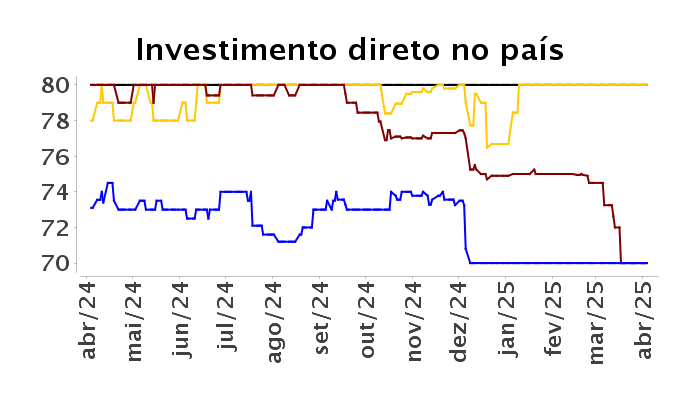 Investimento direto no país
80
78
76
74
72
70
abr/24
mai/24
jun/24
jul/24
ago/24
set/24
out/24
nov/24
dez/24
jan/25
fev/25
mar/25
abr/25